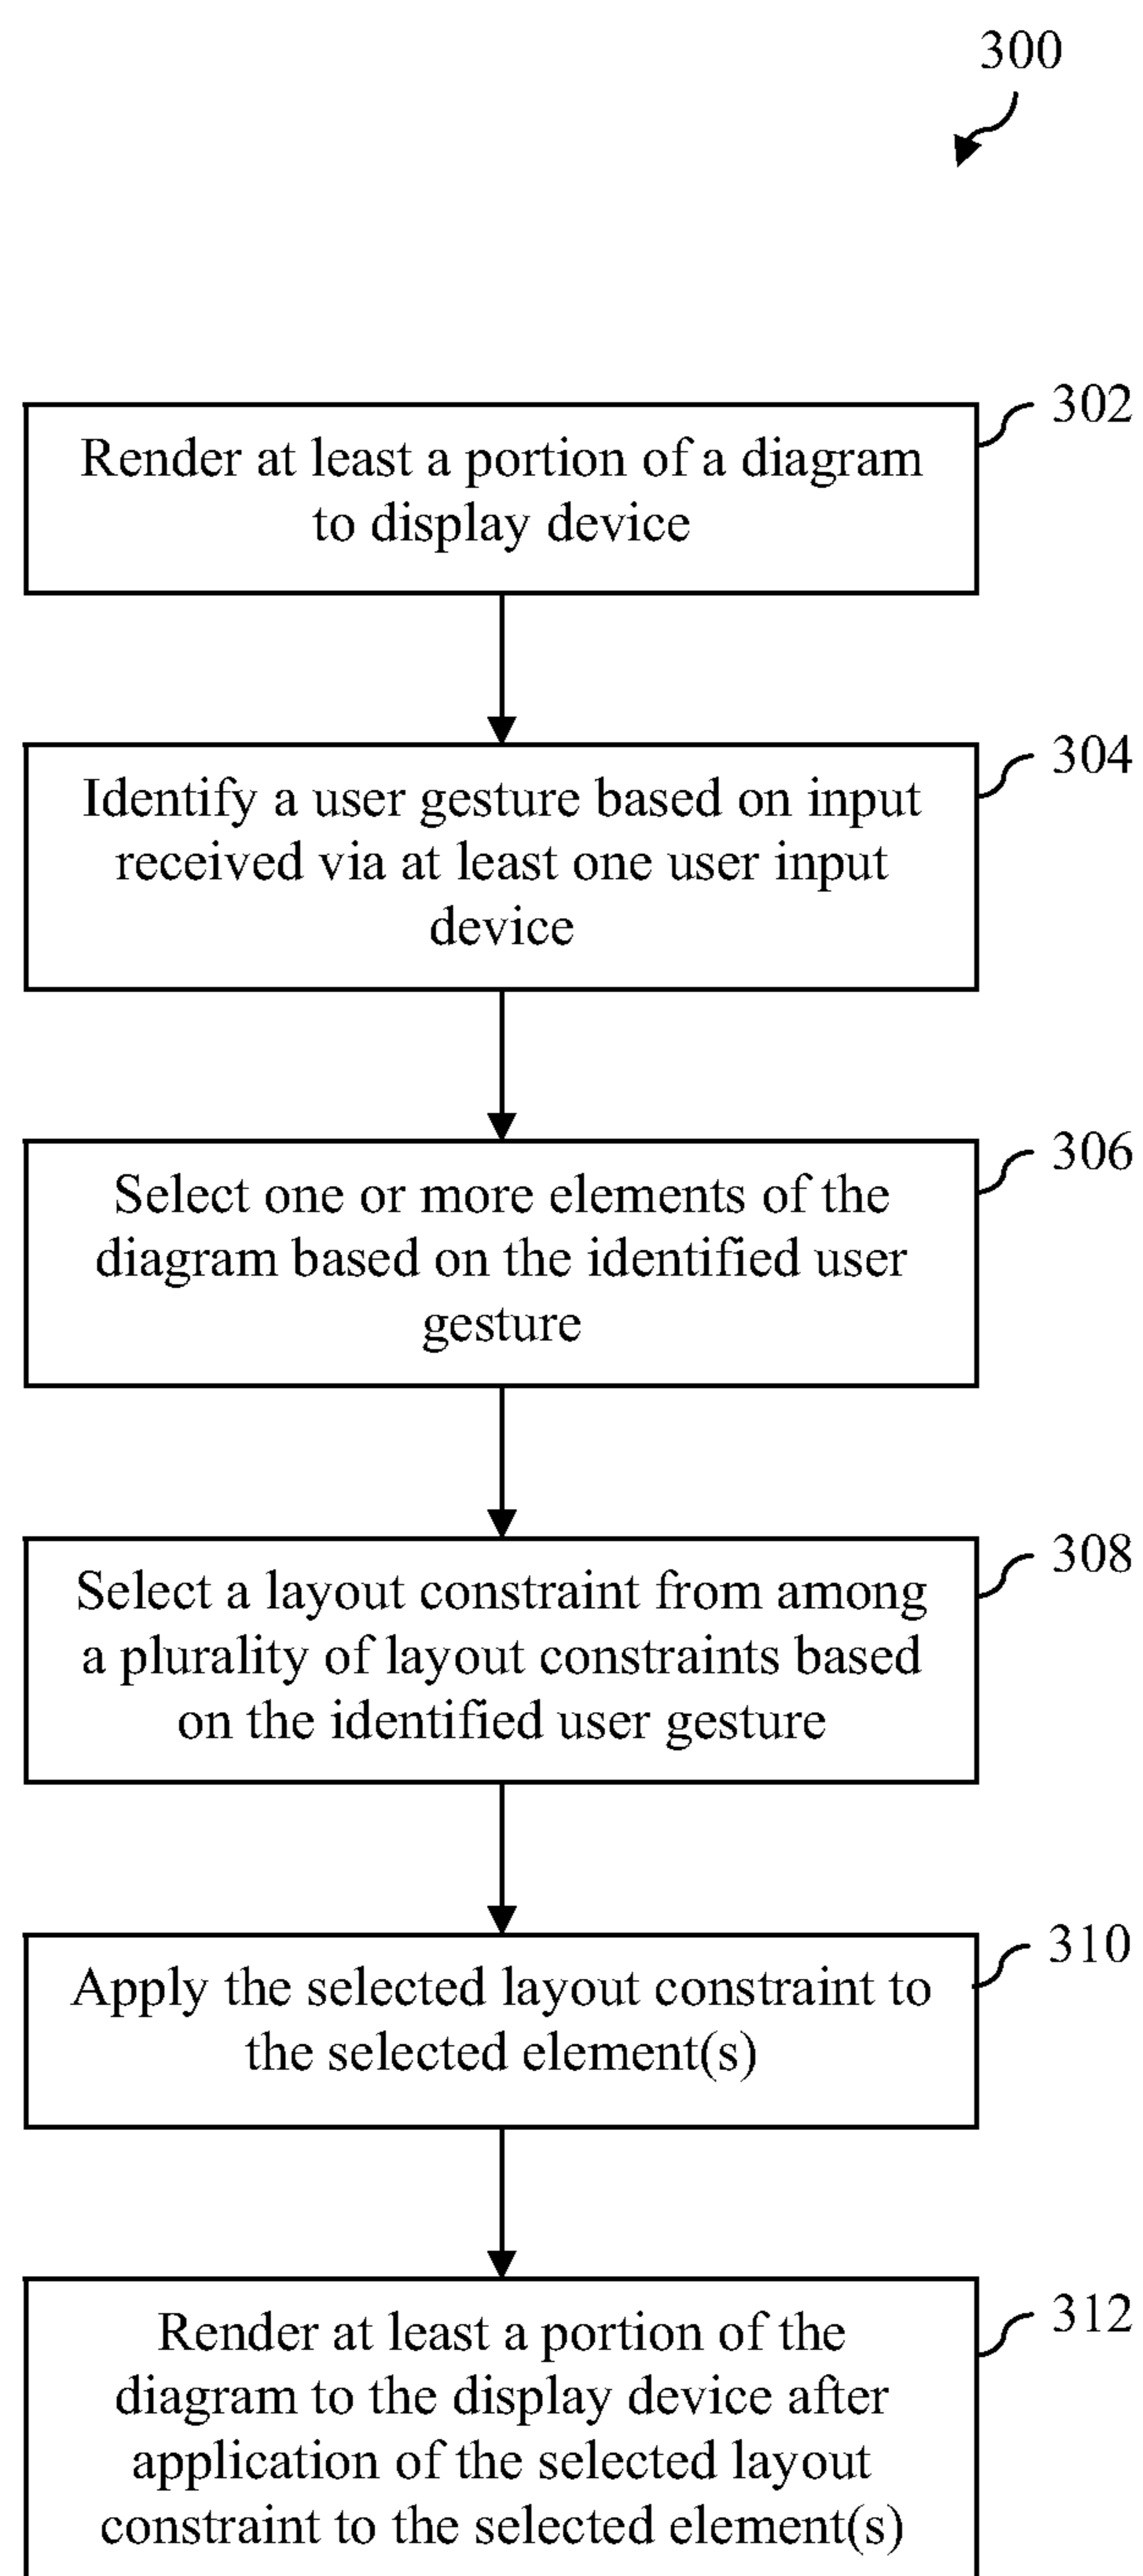 300
302
Render at least a portion of a diagram
to display device
304
Identify a user gesture based on input
received via at least one user input
device
306
Select one or more elements of the
diagram based on the identified user
gesture
308
Select a layout constraint from among
a plurality of layout constraints based
on the identified user gesture
310
Apply the selected layout constraint to
the selected element(s)
312
Render at least a portion of the
diagram to the display device after
application of the selected layout
constraint to the selected element(s)